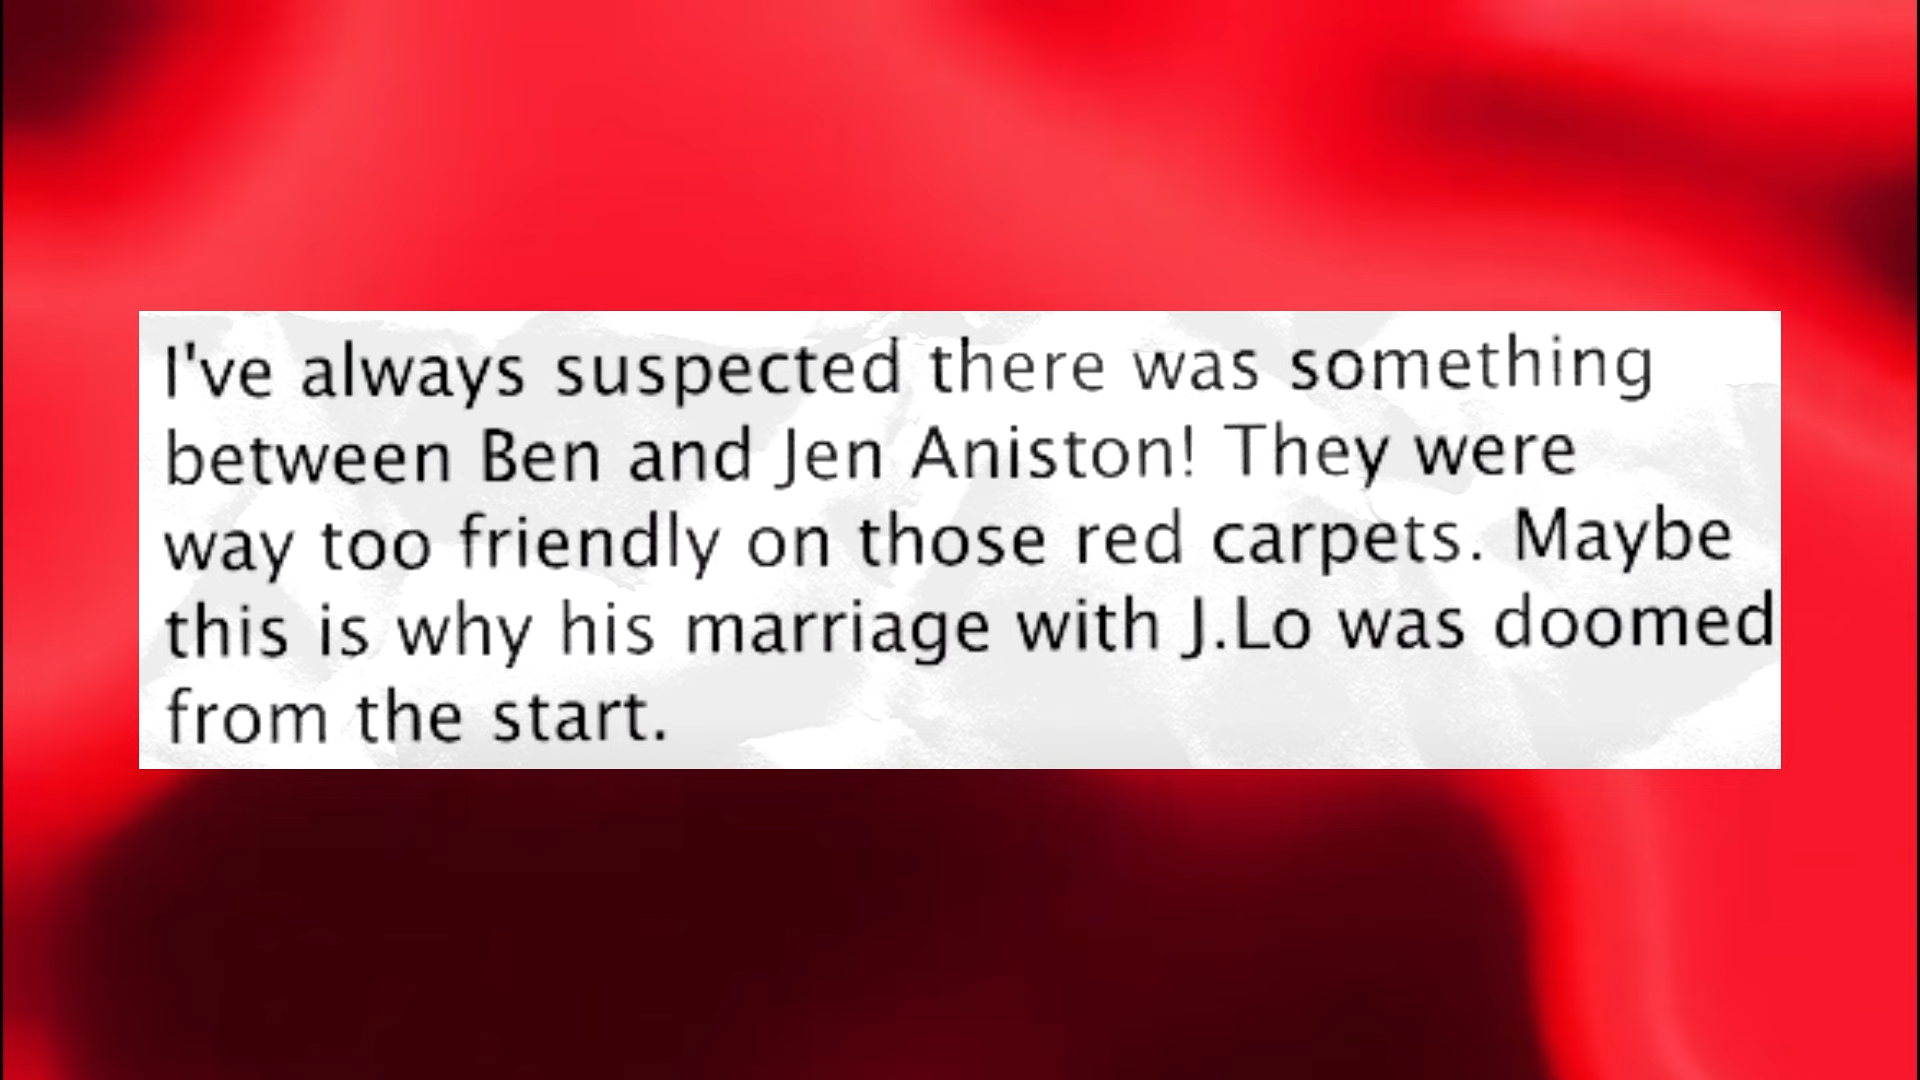 I've always suspected there was something
between Ben and Jen Aniston! They were
way too friendly on those red carpets. Maybe
this is why his marriage with J.Lo was doomed
from the start.